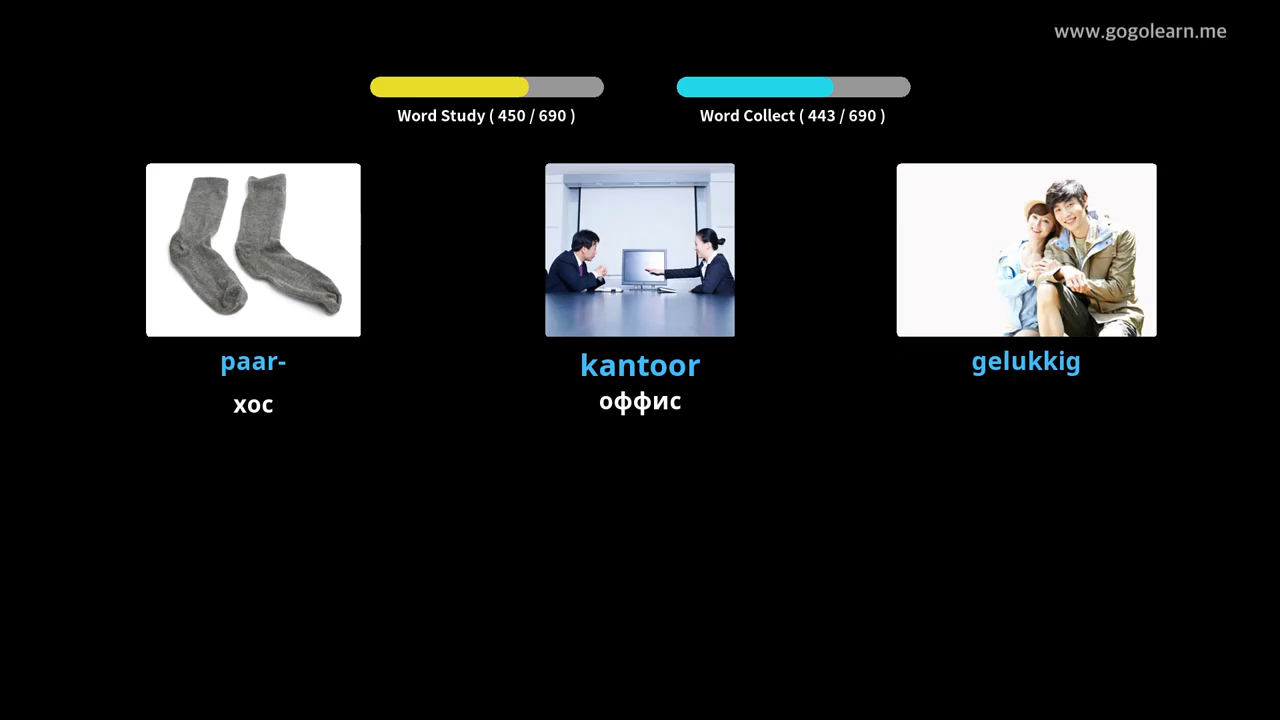 www.gogolearn.me
Word Study ( 450 / 690 )
Word Collect ( 443 / 690 )
paar-
хос
kantoor
оффис
gelukkig